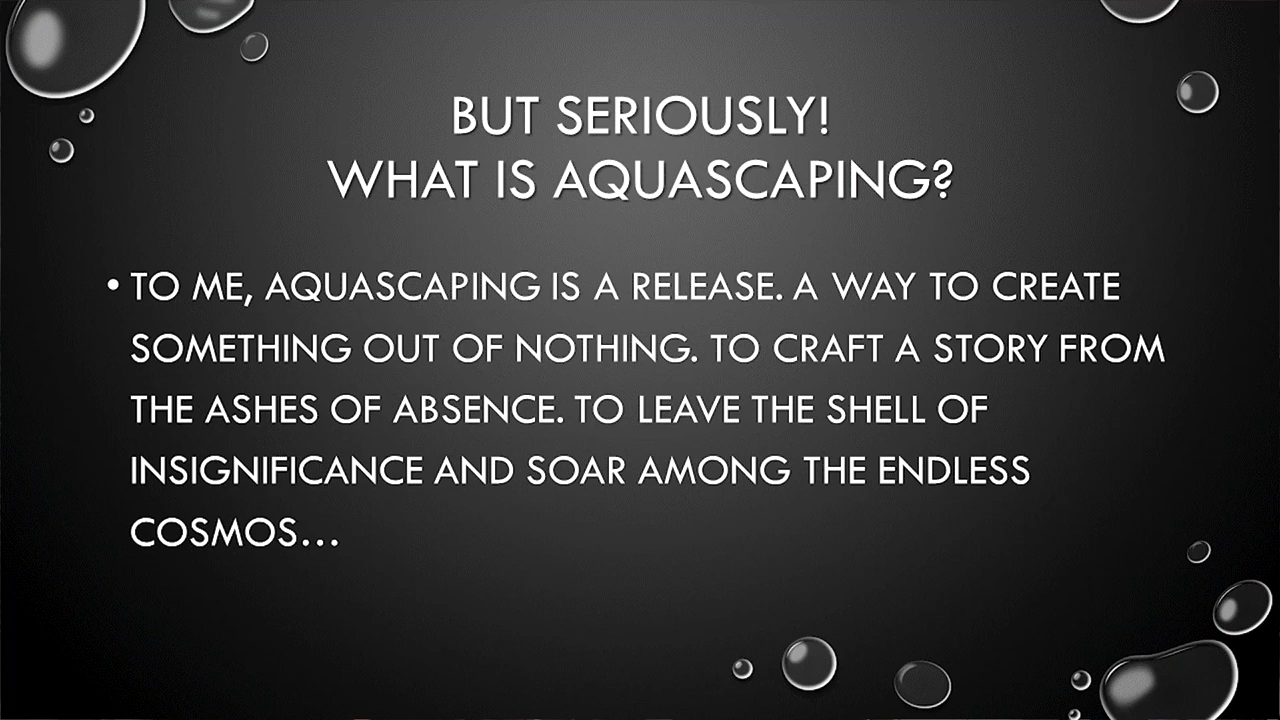 BUT SERIOUSLY!
WHAT IS AQUASCAPING?
• TO ME, AQUASCAPING IS A RELEASE. A WAY TO CREATE
SOMETHING OUT OF NOTHING. TO CRAFT A STORY FROM
THE ASHES OF ABSENCE. TO LEAVE THE SHELL OF
INSIGNIFICANCE AND SOAR AMONG THE ENDLESS
COSMOS...